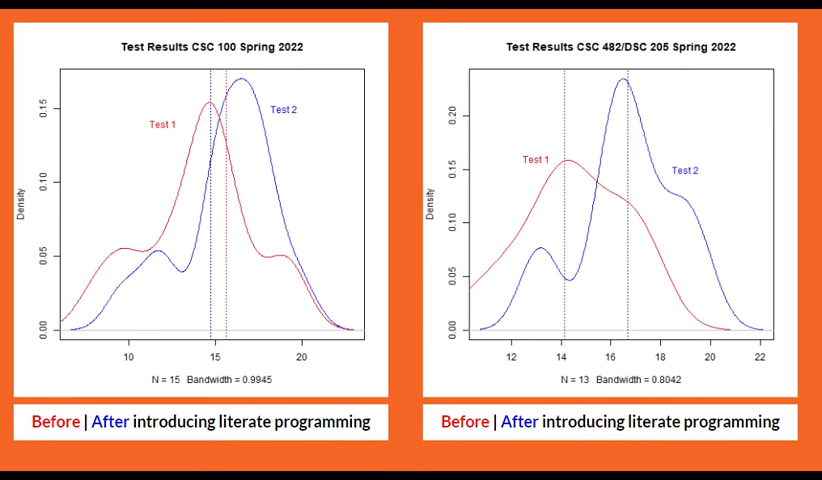 Test Results CSC 100 Spring 2022
Test 1
Test 2
Density
0.00
0.05
0.10
0.15
10
15
20
N = 15 Bandwidth = 0.9945
Before | After introducing literate programming
Test Results CSC 482/DSC 205 Spring 2022
Test 1
Test 2
Density
0.00
0.05
0.10
0.15
0.20
12
14
16
18
20
22
N = 13 Bandwidth = 0.8042
Before | After introducing literate programming